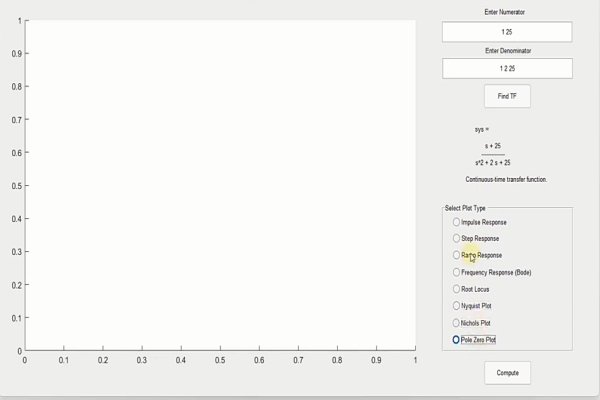 Enter Numerator
1 25
Enter Denominator
1 2 25
Find TF
sys =
s + 25
s^2 + 2 s + 25
Continuous-time transfer function.
Select Plot Type
Impulse Response
Step Response
Response
Frequency Response (Bode)
Root Locus
Nyquist Plot
Nichols Plot
Pole Zero Plot
Compute
1
0.9
0.8
0.7
0.6
0.5
0.4
0.3
0.2
0.1
0
0 0.1 0.2 0.3 0.4 0.5 0.6 0.7 0.8 0.9 1